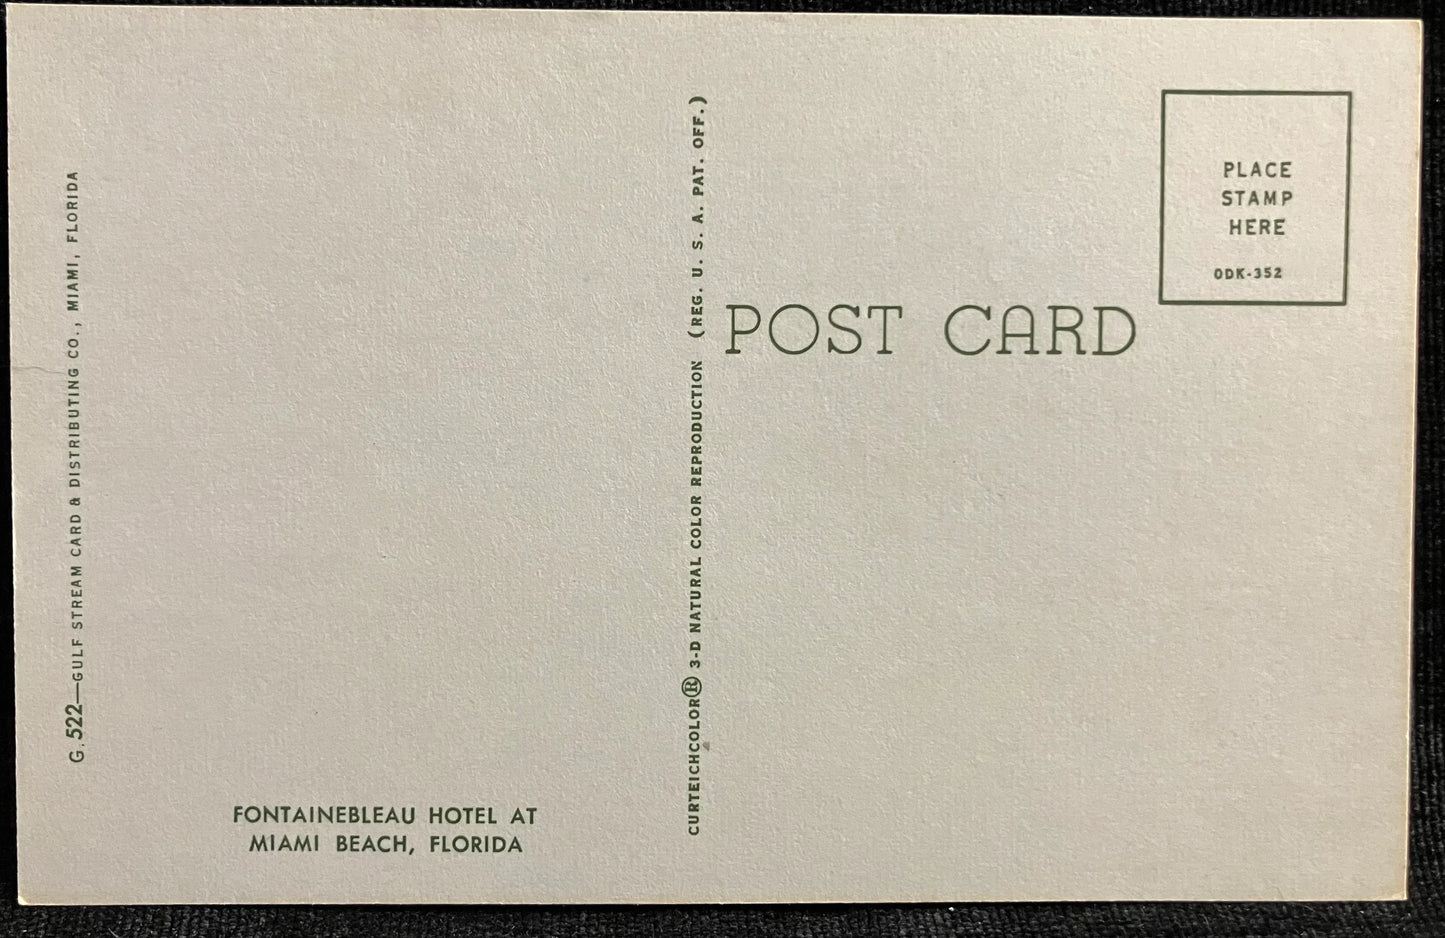 G.522—GULF STREAM CARD & DISTRIBUTING CO., MIAMI, FLORIDA
FONTAINEBLEAU HOTEL AT
MIAMI BEACH, FLORIDA
CURTEICHCOLOR® 3-D NATURAL COLOR REPRODUCTION (REG. U. S. A. PAT. OFF.)
POST CARD
PLACE
STAMP
HERE
ODK-352